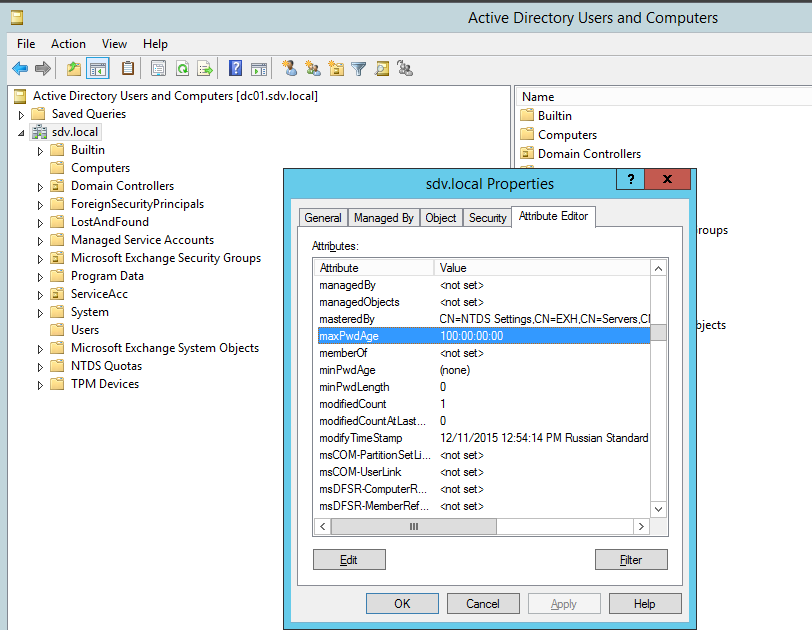 Active Directory Users and Computers
File Action View Help
Active Directory Users and Computers [dc01.sdv.local]
Saved Queries
sdv.local
Builtin
Computers
Domain Controllers
ForeignSecurityPrincipals
LostAndFound
Managed Service Accounts
Microsoft Exchange Security Groups
Program Data
ServiceAcc
System
Users
Microsoft Exchange System Objects
NTDS Quotas
TPM Devices
Name
Builtin
Computers
Domain Controllers
roups
bjects
sdv.local Properties
? x
General Managed By Object Security Attribute Editor
Attributes:
Attribute Value
managedBy <not set>
managedObjects <not set>
masteredBy CN=NTDS Settings,CN=EXH,CN=Servers,CN
maxPwdAge 100:00:00:00
memberOf <not set>
minPwdAge (none)
minPwdLength 0
modifiedCount 1
modifiedCountAtLast... 0
modifyTimeStamp 12/11/2015 12:54:14 PM Russian Standard
msCOM-PartitionSetLi... <not set>
msCOM-UserLink <not set>
msDFSR-ComputerR... <not set>
msDFSR-MemberRef... <not set>
Edit Filter
OK Cancel Apply Help